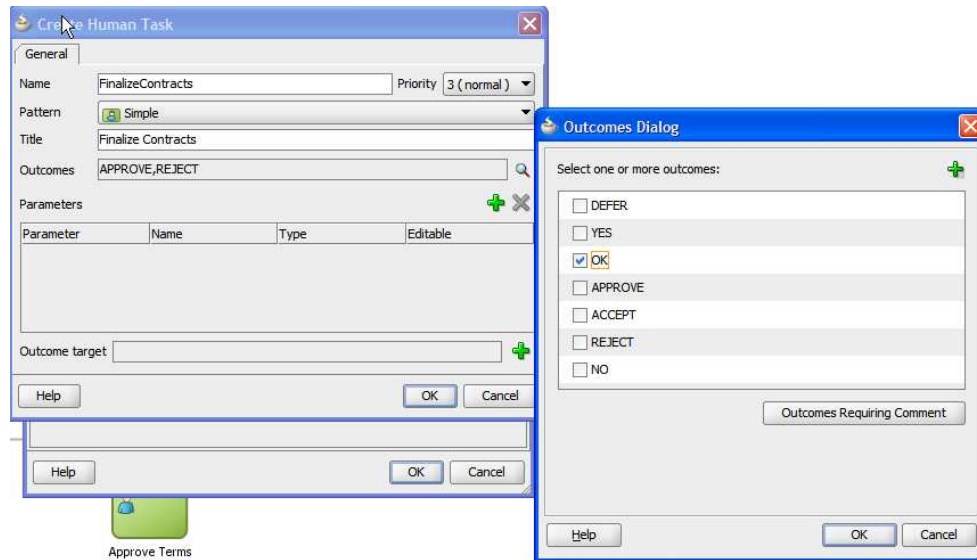 Create Human Task
General
Name FinalizeContracts Priority 3 ( normal )
Pattern Simple
Title Finalize Contracts
Outcomes APPROVE,REJECT
Parameters
Parameter Name Type Editable
Outcome target
Help OK Cancel
Help OK Cancel
Approve Terms
Outcomes Dialog
Select one or more outcomes:
DEFER
YES
OK
APPROVE
ACCEPT
REJECT
NO
Outcomes Requiring Comment
Help OK Cancel